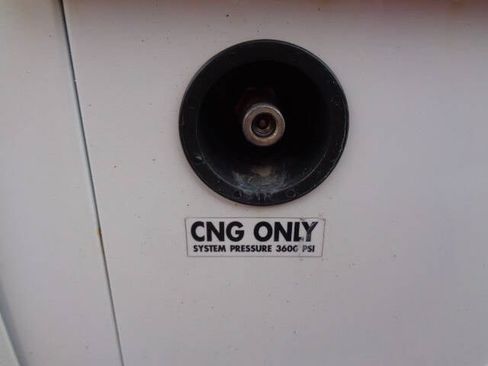 CNG ONLY
SYSTEM PRESSURE 3600 PSI